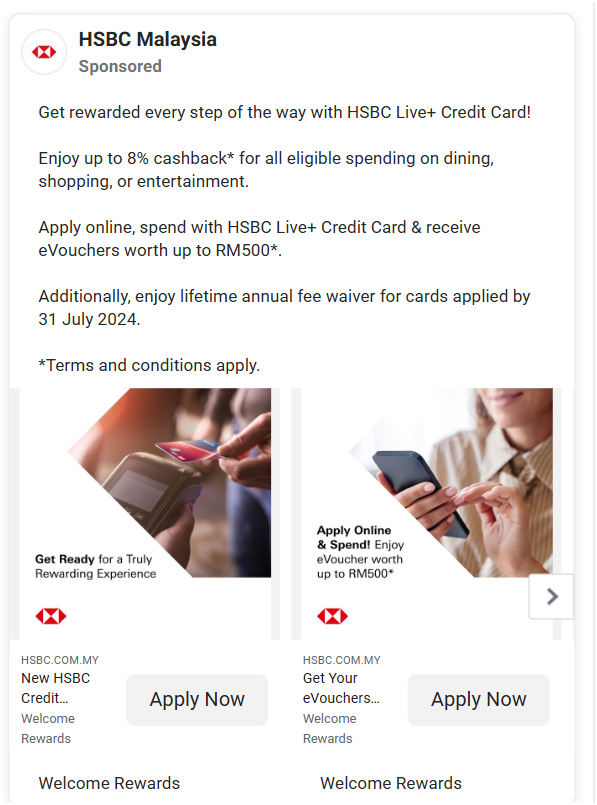 HSBC Malaysia
Sponsored
Get rewarded every step of the way with HSBC Live+ Credit Card!
Enjoy up to 8% cashback* for all eligible spending on dining,
shopping, or entertainment.
Apply online, spend with HSBC Live+ Credit Card & receive
eVouchers worth up to RM500*.
Additionally, enjoy lifetime annual fee waiver for cards applied by
31 July 2024.
*Terms and conditions apply.
Get Ready for a Truly
Rewarding Experience
HSBC.COM.MY
New HSBC
Credit...
Welcome
Rewards
Apply Now
Welcome Rewards
Apply Online
& Spend! Enjoy
eVoucher worth
up to RM500*
HSBC.COM.MY
Get Your
eVouchers...
Welcome
Rewards
Apply Now
Welcome Rewards